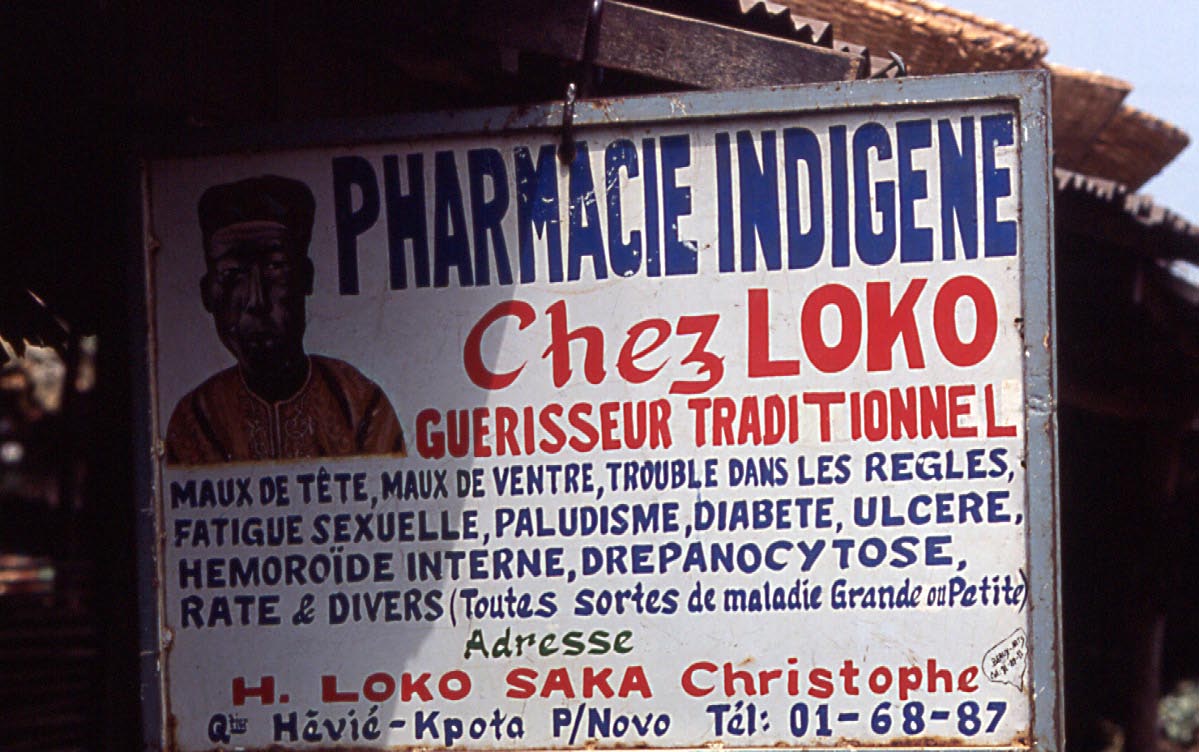 PHARMACIE INDIGENE
Chez LOKO
GUERISSEUR TRADITIONNEL
MAUX DE TÊTE, MAUX DE VENTRE, TROUBLE DANS LES REGLES,
FATIGUE SEXUELLE, PALUDISME, DIABETE, ULCERE,
HEMOROÏDE INTERNE, DREPANOCYTOSE,
RATE & DIVERS (Toutes sortes de maladie Grande ou Petite)
Adresse
H. LOKO SAKA Christophe
Qtier Hêvié - Kpota P/Novo Tél: 01-68-87